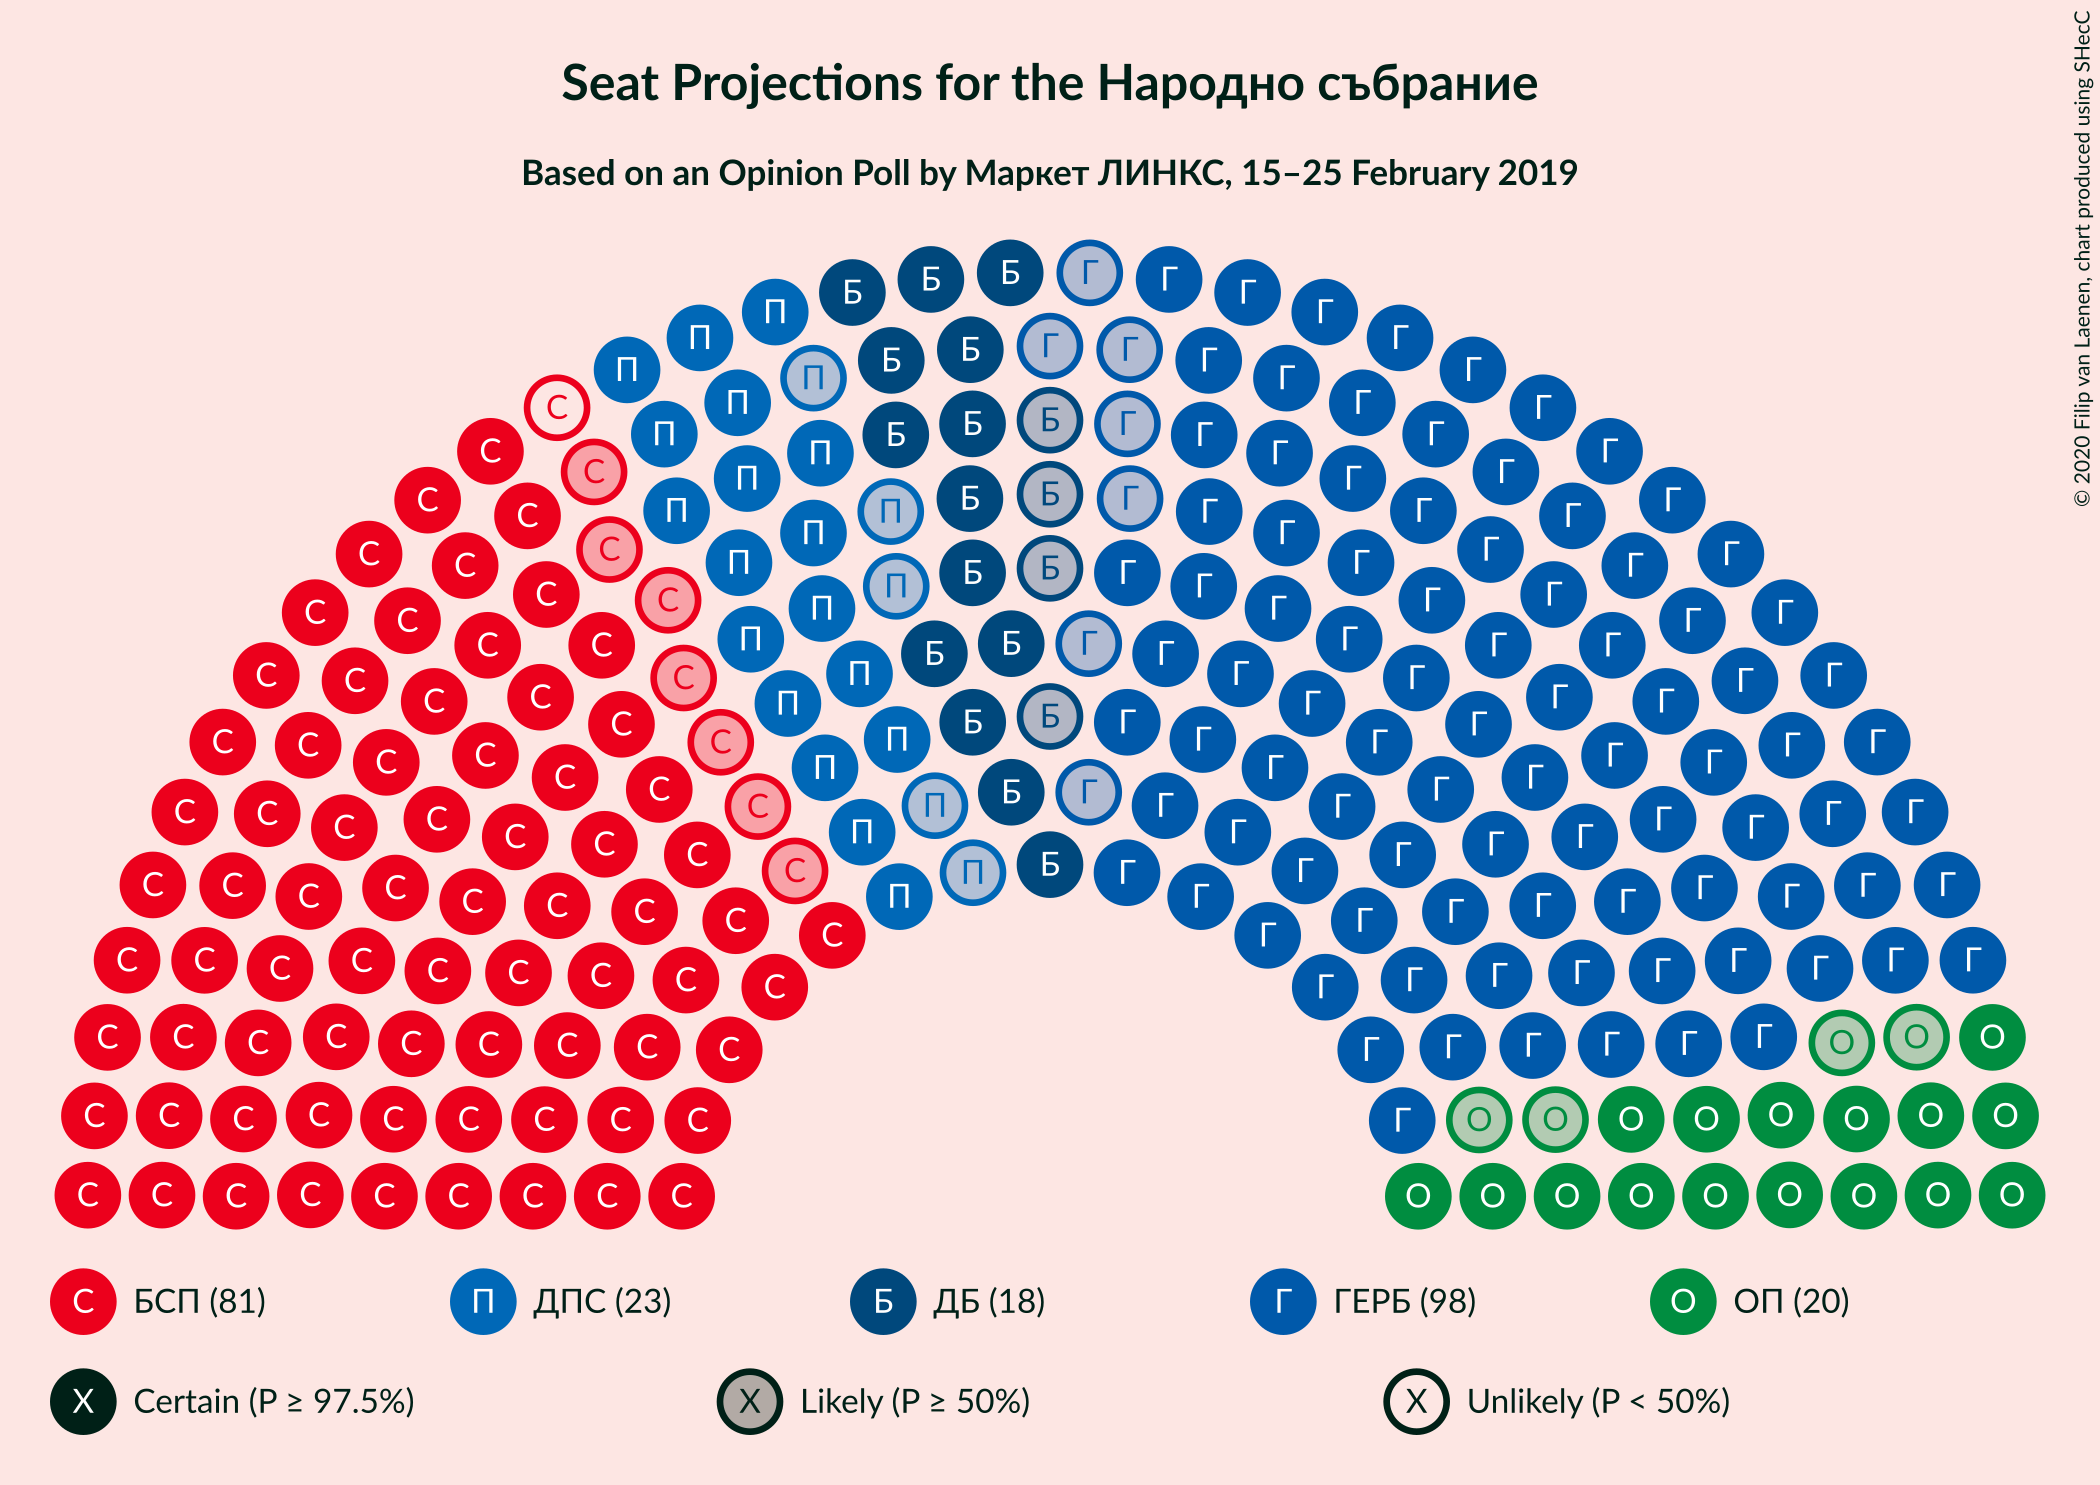 Seat Projections for the Народно събрание
Based on an Opinion Poll by Маркет ЛИНКС, 15–25 February 2019
© 2020 Filip van Laenen, chart produced using SHecC
С БСП (81) П ДПС (23) Б ДБ (18) Г ГЕРБ (98) О ОП (20)
X Certain (P ≥ 97.5%) X Likely (P ≥ 50%) X Unlikely (P < 50%)